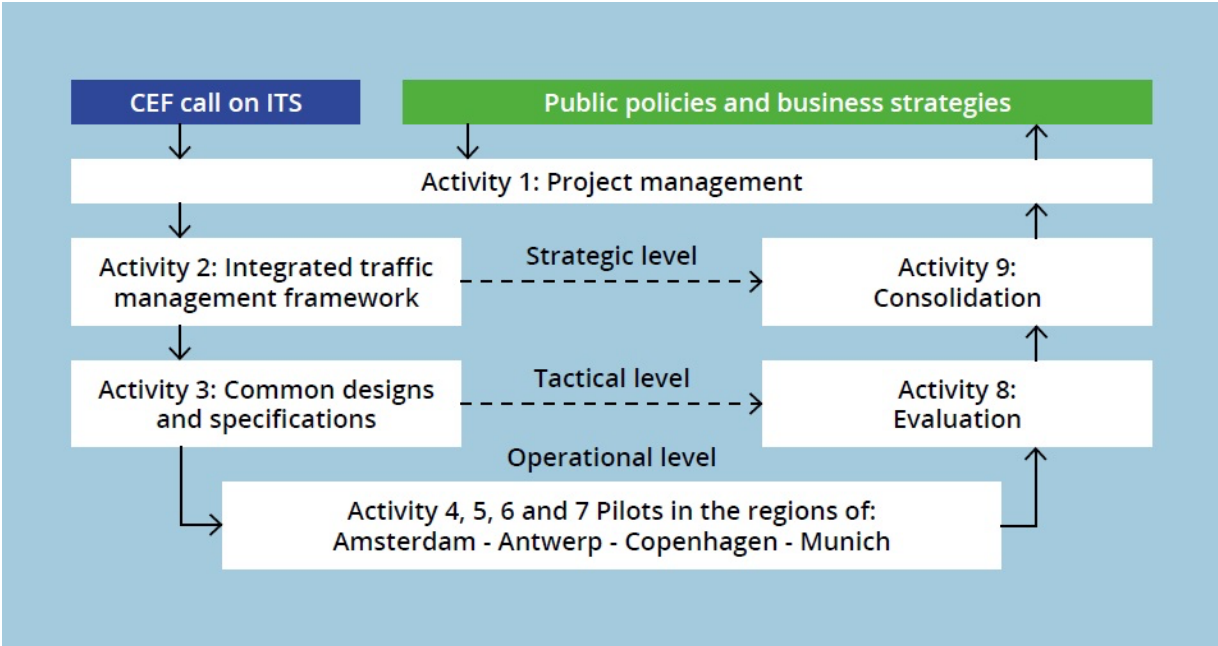 CEF call on ITS
Public policies and business strategies
Activity 1: Project management
Activity 2: Integrated traffic
management framework
Strategic level
Activity 9:
Consolidation
Activity 3: Common designs
and specifications
Tactical level
Activity 8:
Evaluation
Operational level
Activity 4, 5, 6 and 7 Pilots in the regions of:
Amsterdam - Antwerp - Copenhagen - Munich